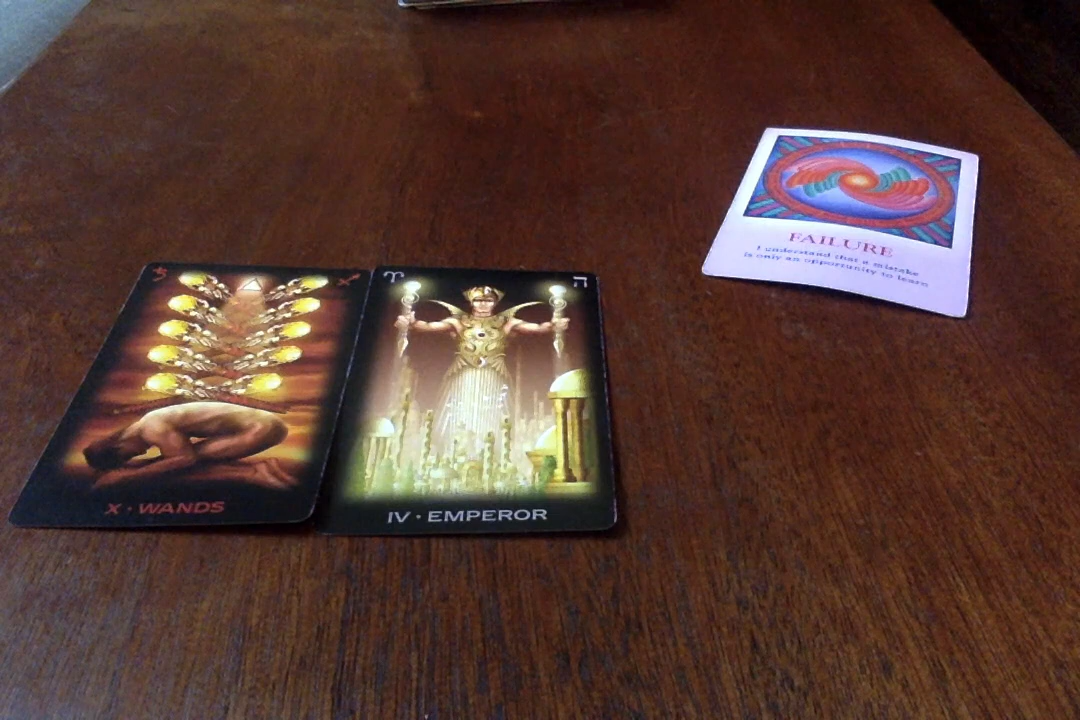 X · WANDS
♈ ה
IV · EMPEROR
FAILURE
I understand that a mistake
is only an opportunity to learn